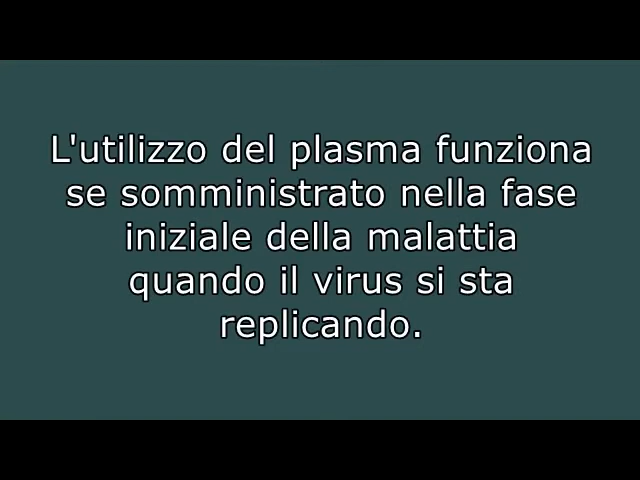 L'utilizzo del plasma funziona
se somministrato nella fase
iniziale della malattia
quando il virus si sta
replicando.